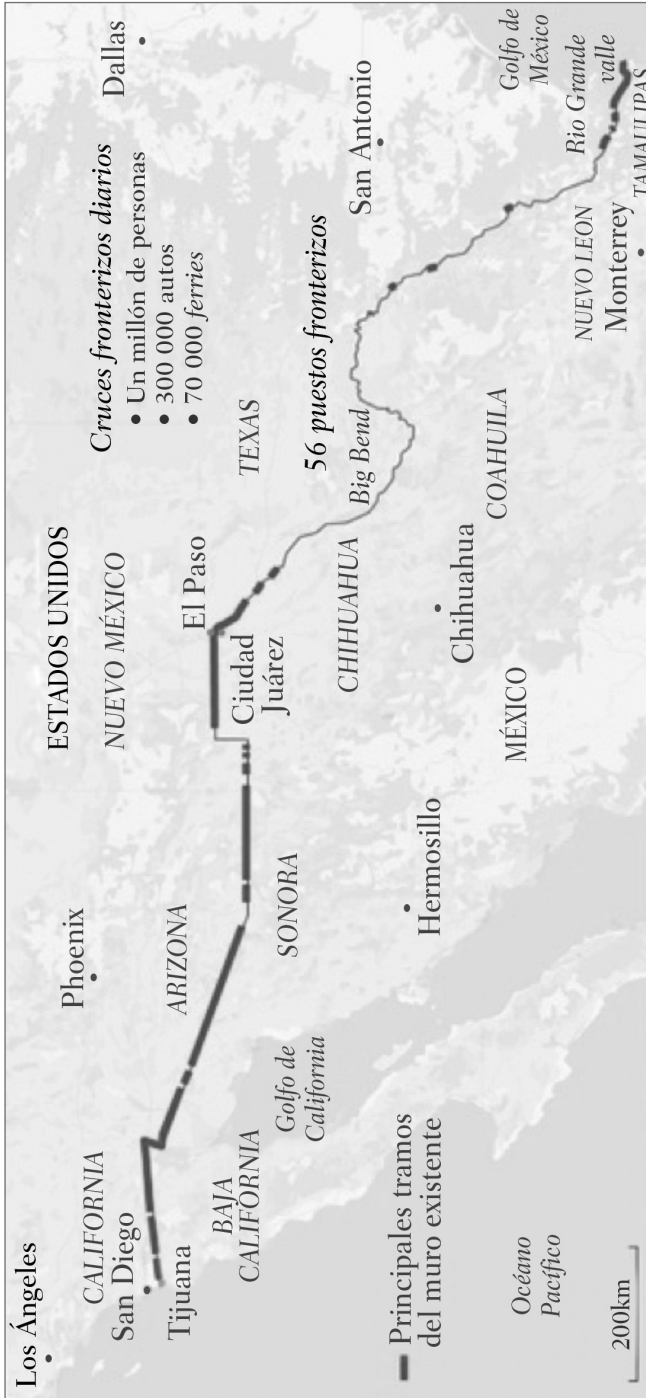 Los Ángeles
CALIFORNIA
San Diego
Tijuana
BAJA
CALIFORNIA
Golfo de
California
Principales tramos
del muro existente
Océano
Pacífico
200km
Phoenix
ARIZONA
SONORA
Hermosillo
ESTADOS UNIDOS
NUEVO MÉXICO
El Paso
Ciudad
Juárez
CHIHUAHUA
Chihuahua
MÉXICO
Cruces fronterizos diarios
• Un millón de personas
• 300 000 autos
• 70 000 ferries
TEXAS
56 puestos fronterizos
Big Bend
COAHUILA
Dallas
San Antonio
Golfo de
México
Rio Grande
valle
NUEVO LEON
Monterrey
TAMAULIPAS